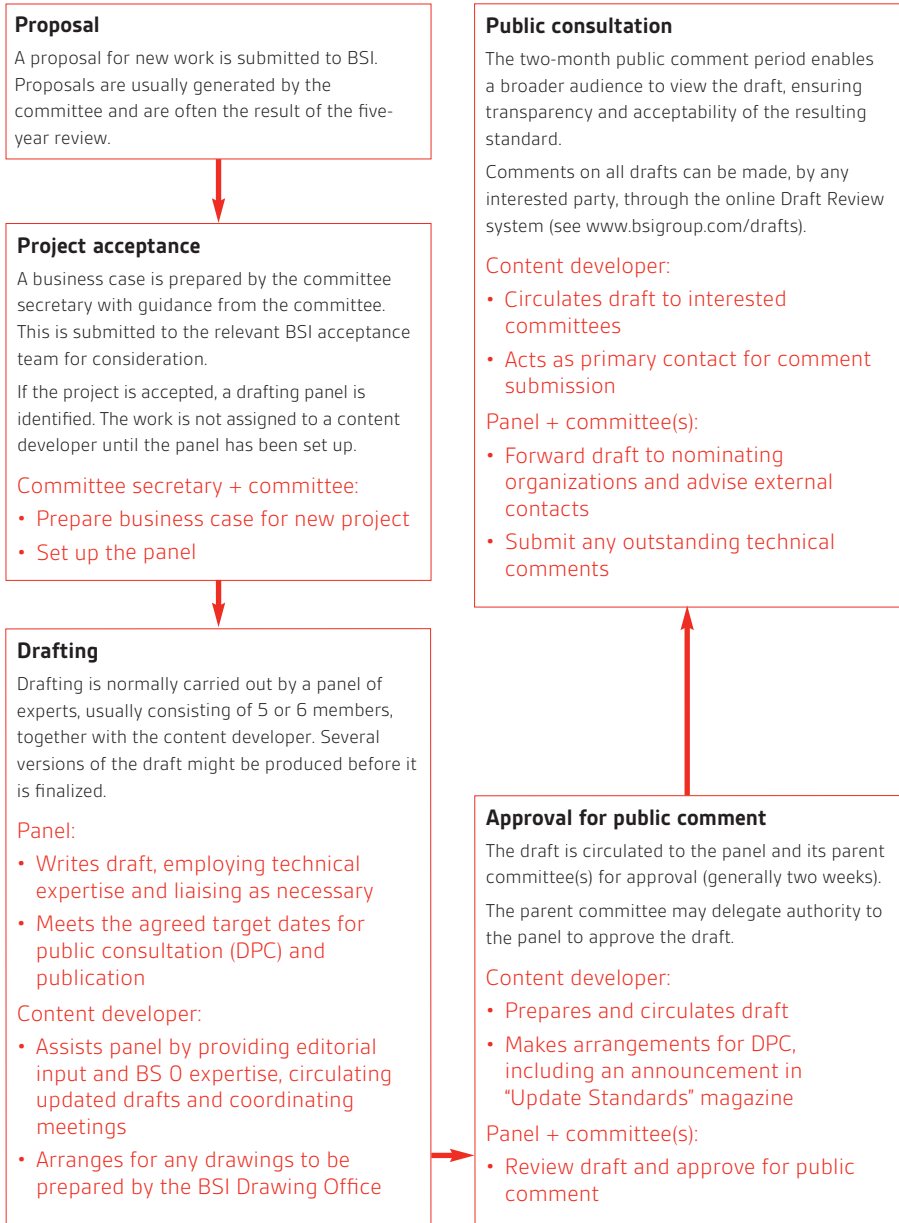 Proposal
A proposal for new work is submitted to BSI.
Proposals are usually generated by the
committee and are often the result of the five-
year review.
Project acceptance
A business case is prepared by the committee
secretary with guidance from the committee.
This is submitted to the relevant BSI acceptance
team for consideration.
If the project is accepted, a drafting panel is
identified. The work is not assigned to a content
developer until the panel has been set up.
Committee secretary + committee:
• Prepare business case for new project
• Set up the panel
Drafting
Drafting is normally carried out by a panel of
experts, usually consisting of 5 or 6 members,
together with the content developer. Several
versions of the draft might be produced before it
is finalized.
Panel:
• Writes draft, employing technical
expertise and liaising as necessary
• Meets the agreed target dates for
public consultation (DPC) and
publication
Content developer:
• Assists panel by providing editorial
input and BS 0 expertise, circulating
updated drafts and coordinating
meetings
• Arranges for any drawings to be
prepared by the BSI Drawing Office
Approval for public comment
The draft is circulated to the panel and its parent
committee(s) for approval (generally two weeks).
The parent committee may delegate authority to
the panel to approve the draft.
Content developer:
• Prepares and circulates draft
• Makes arrangements for DPC,
including an announcement in
"Update Standards" magazine
Panel + committee(s):
• Review draft and approve for public
comment
Public consultation
The two-month public comment period enables
a broader audience to view the draft, ensuring
transparency and acceptability of the resulting
standard.
Comments on all drafts can be made, by any
interested party, through the online Draft Review
system (see www.bsigroup.com/drafts).
Content developer:
• Circulates draft to interested
committees
• Acts as primary contact for comment
submission
Panel + committee(s):
• Forward draft to nominating
organizations and advise external
contacts
• Submit any outstanding technical
comments